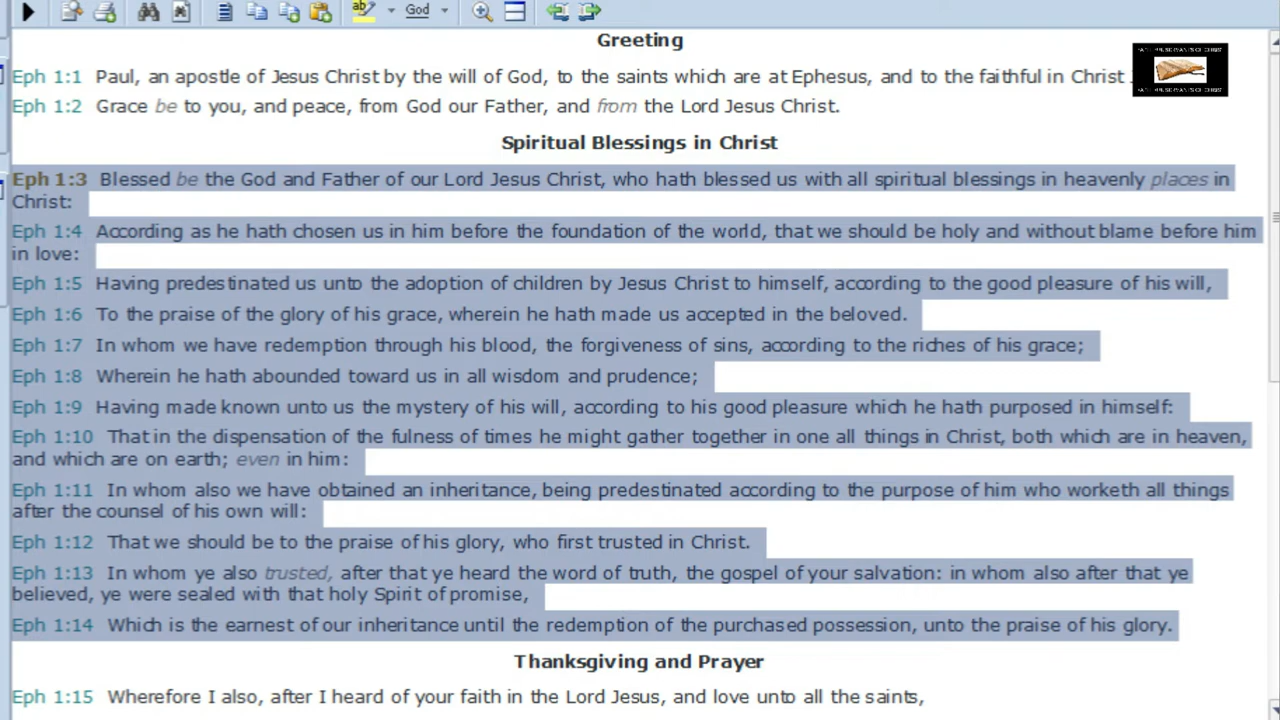 God
Greeting
Eph 1:1 Paul, an apostle of Jesus Christ by the will of God, to the saints which are at Ephesus, and to the faithful in Christ
Eph 1:2 Grace be to you, and peace, from God our Father, and from the Lord Jesus Christ.
Spiritual Blessings in Christ
Eph 1:3 Blessed be the God and Father of our Lord Jesus Christ, who hath blessed us with all spiritual blessings in heavenly places in
Christ:
Eph 1:4 According as he hath chosen us in him before the foundation of the world, that we should be holy and without blame before him
in love:
Eph 1:5 Having predestinated us unto the adoption of children by Jesus Christ to himself, according to the good pleasure of his will,
Eph 1:6 To the praise of the glory of his grace, wherein he hath made us accepted in the beloved.
Eph 1:7 In whom we have redemption through his blood, the forgiveness of sins, according to the riches of his grace;
Eph 1:8 Wherein he hath abounded toward us in all wisdom and prudence;
Eph 1:9 Having made known unto us the mystery of his will, according to his good pleasure which he hath purposed in himself:
Eph 1:10 That in the dispensation of the fulness of times he might gather together in one all things in Christ, both which are in heaven,
and which are on earth; even in him:
Eph 1:11 In whom also we have obtained an inheritance, being predestinated according to the purpose of him who worketh all things
after the counsel of his own will:
Eph 1:12 That we should be to the praise of his glory, who first trusted in Christ.
Eph 1:13 In whom ye also trusted, after that ye heard the word of truth, the gospel of your salvation: in whom also after that ye
believed, ye were sealed with that holy Spirit of promise,
Eph 1:14 Which is the earnest of our inheritance until the redemption of the purchased possession, unto the praise of his glory.
Thanksgiving and Prayer
Eph 1:15 Wherefore I also, after I heard of your faith in the Lord Jesus, and love unto all the saints,